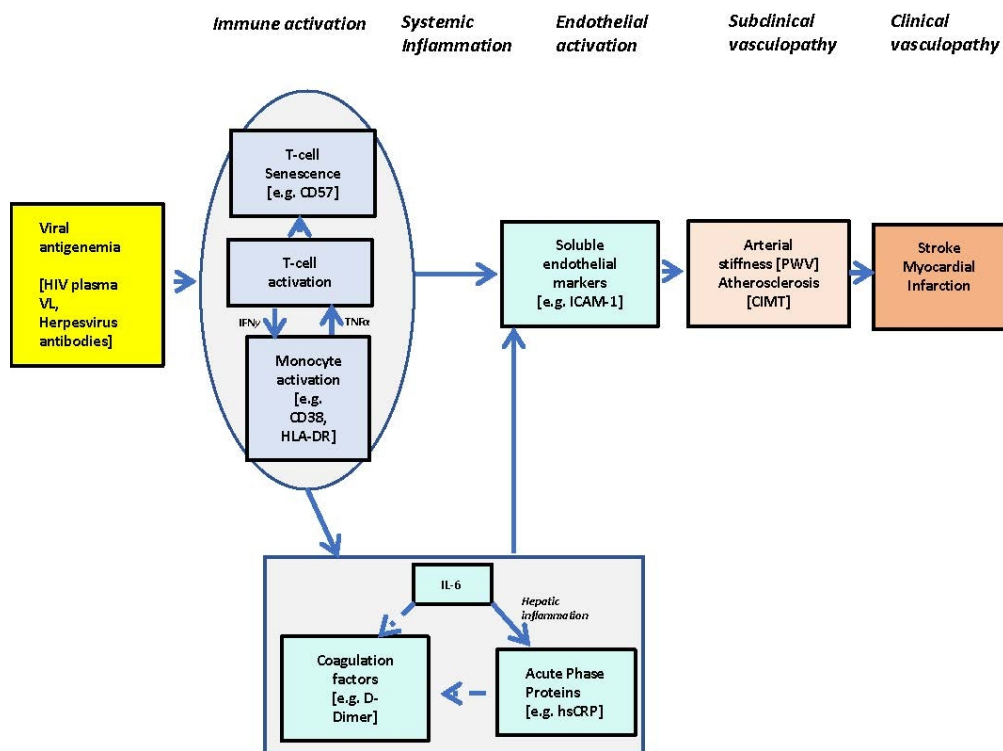 Immune activation
Systemic
Inflammation
Endothelial
activation
Subclinical
vasculopathy
Clinical
vasculopathy
Viral
antigenemia
[HIV plasma
VL,
Herpesvirus
antibodies]
T-cell
Senescence
[e.g. CD57]
T-cell
activation
IFNγ
TNFα
Monocyte
activation
[e.g.
CD38,
HLA-DR]
Soluble
endothelial
markers
[e.g. ICAM-1]
Arterial
stiffness [PWV]
Atherosclerosis
[CIMT]
Stroke
Myocardial
Infarction
IL-6
Hepatic
inflammation
Coagulation
factors
[e.g. D-
Dimer]
Acute Phase
Proteins
[e.g. hsCRP]